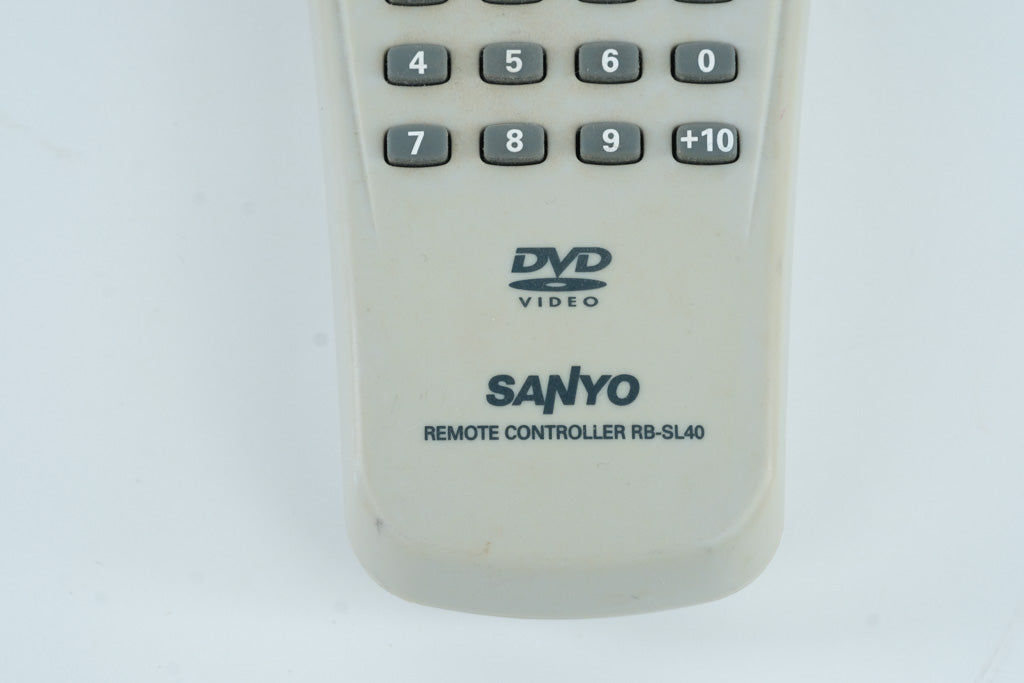 4 5 6 0
7 8 9 +10
DVD
VIDEO
SANYO
REMOTE CONTROLLER RB-SL40